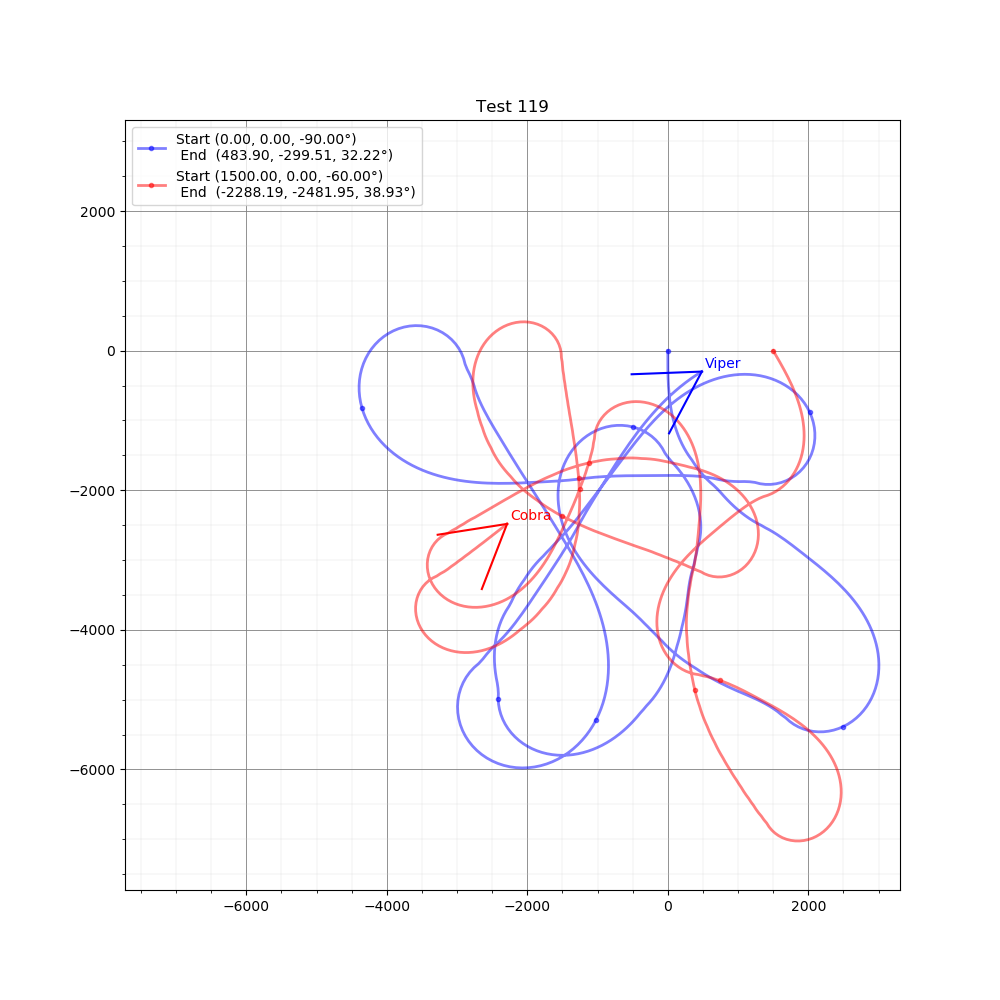 Test 119
Start (0.00, 0.00, -90.00°)
End (483.90, -299.51, 32.22°)
Start (1500.00, 0.00, -60.00°)
End (-2288.19, -2481.95, 38.93°)
2000
0
−2000
−4000
−6000
Viper
Cobra
−6000
−4000
−2000
0
2000